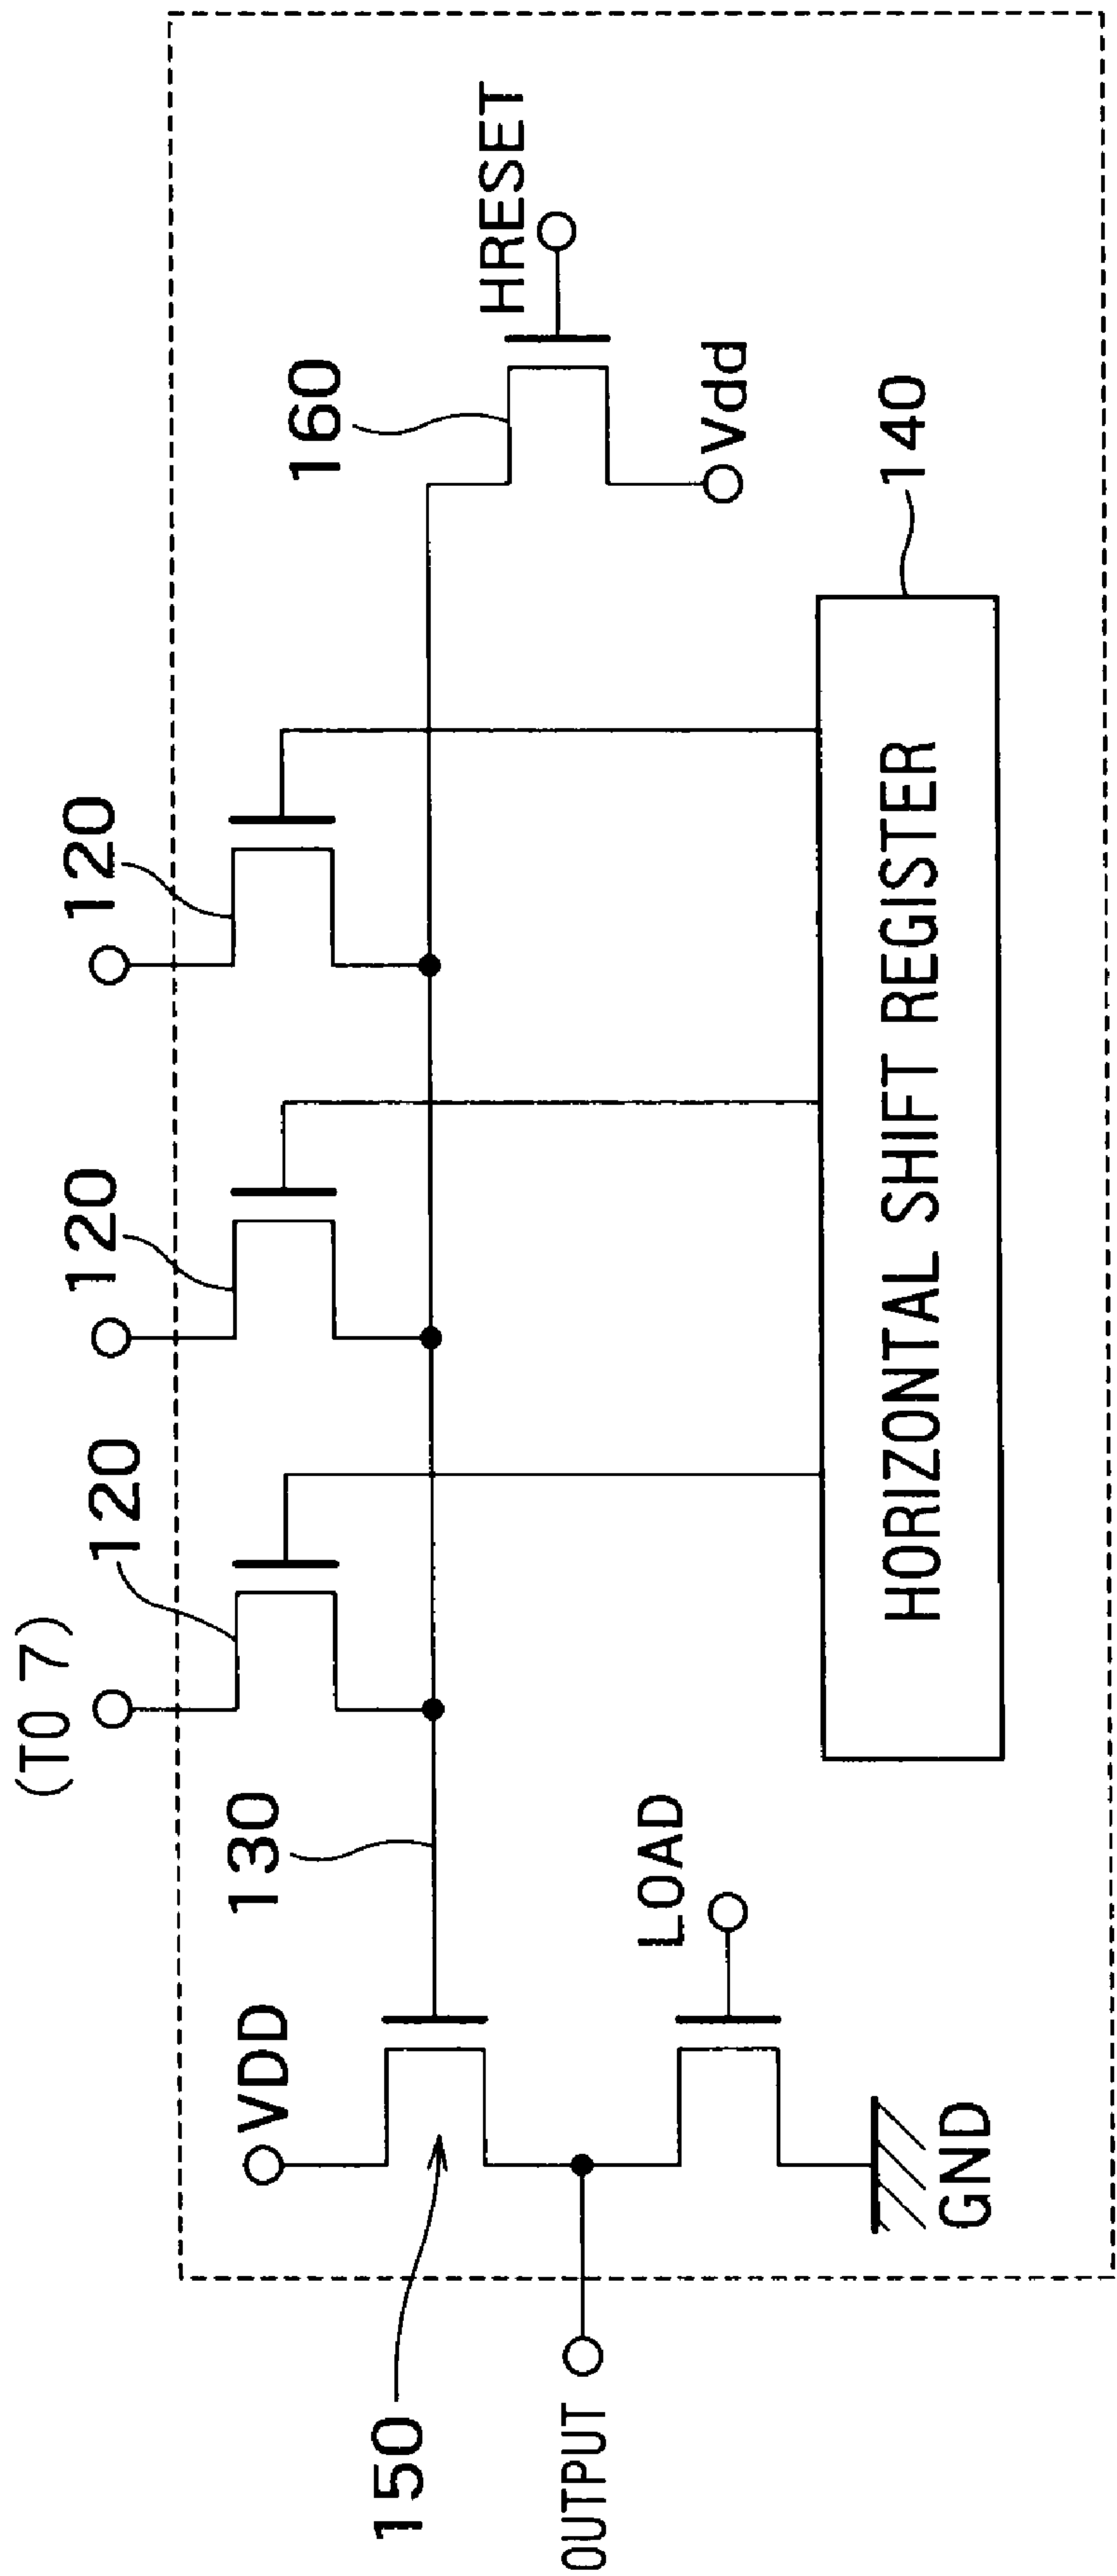 (TO 7)
120
120
120
130
160
HRESET
VDD
Vdd
LOAD
140
150
OUTPUT
GND
HORIZONTAL SHIFT REGISTER